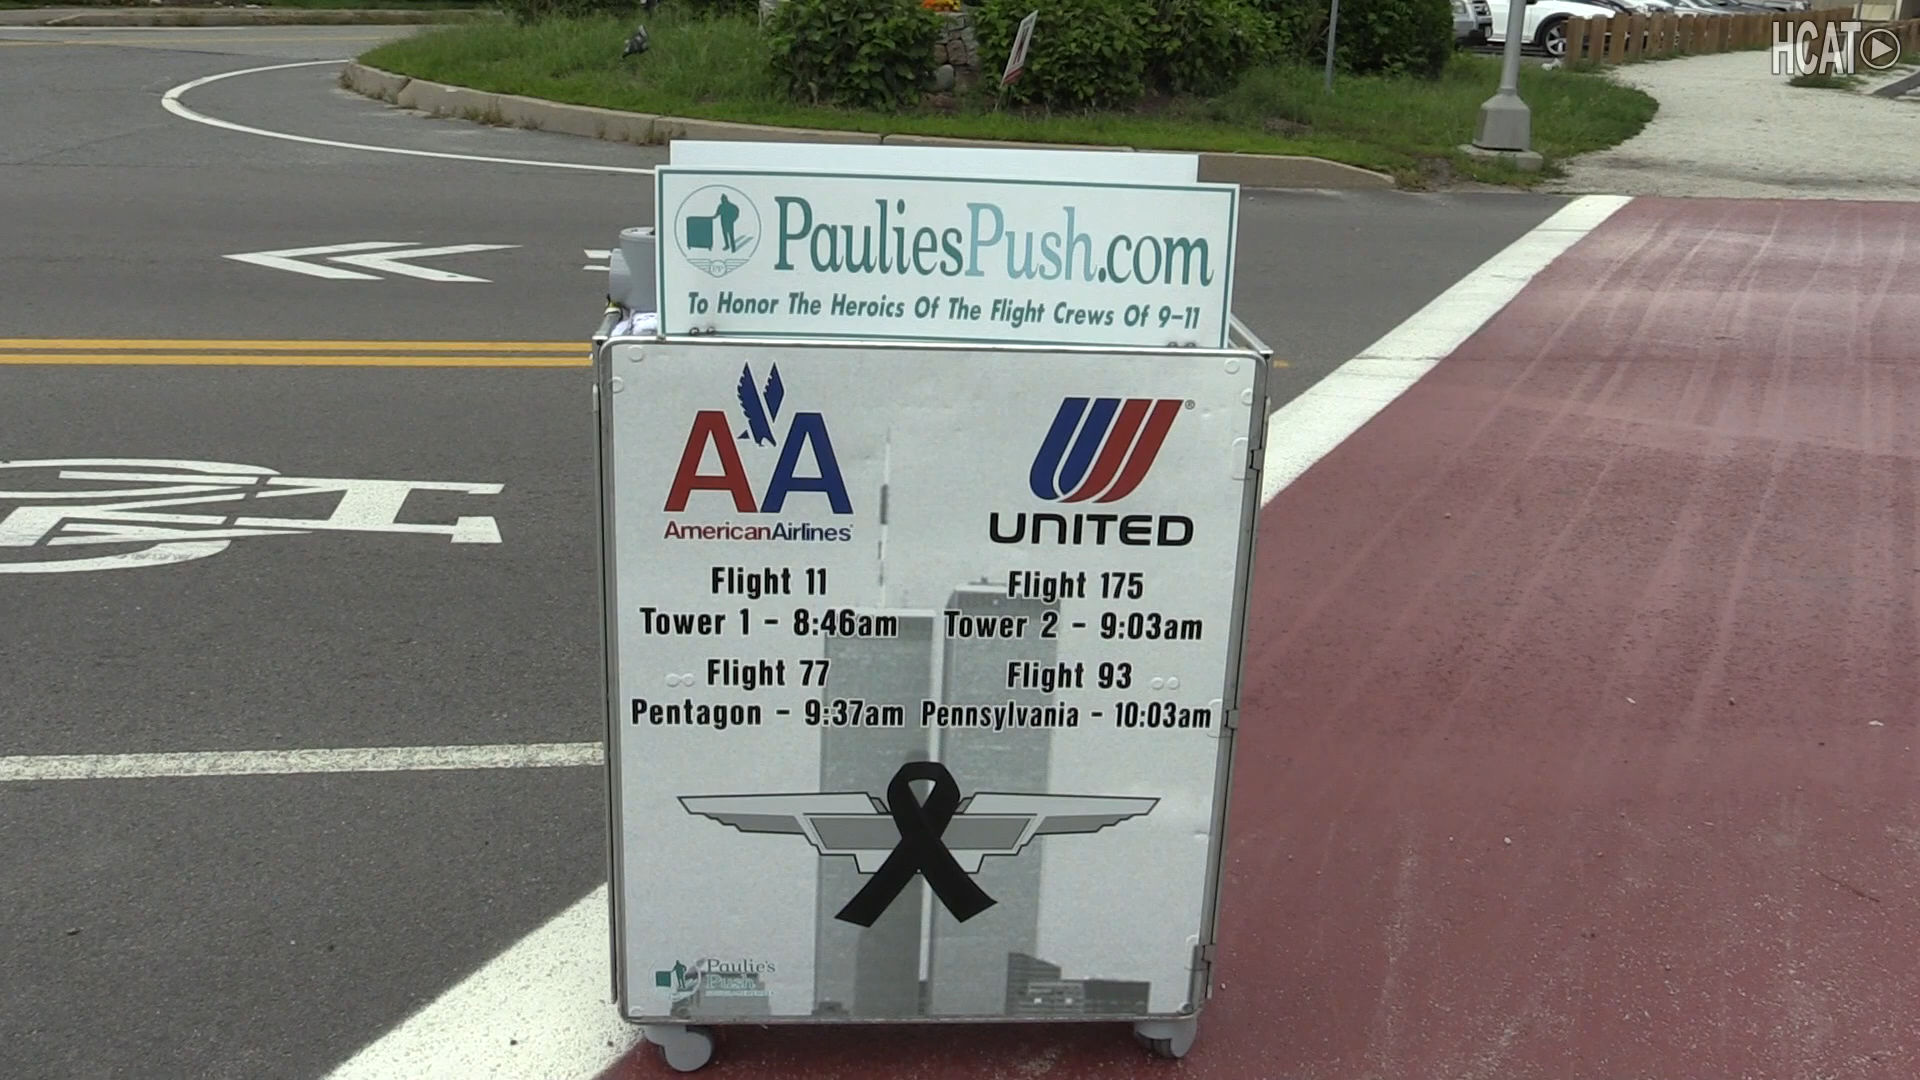 HCAT
PauliesPush.com
To Honor The Heroics Of The Flight Crews Of 9-11
AA
AmericanAirlines
UNITED
Flight 11
Tower 1 - 8:46am
Flight 175
Tower 2 - 9:03am
Flight 77
Pentagon - 9:37am
Flight 93
Pennsylvania - 10:03am
Paulie's
Push